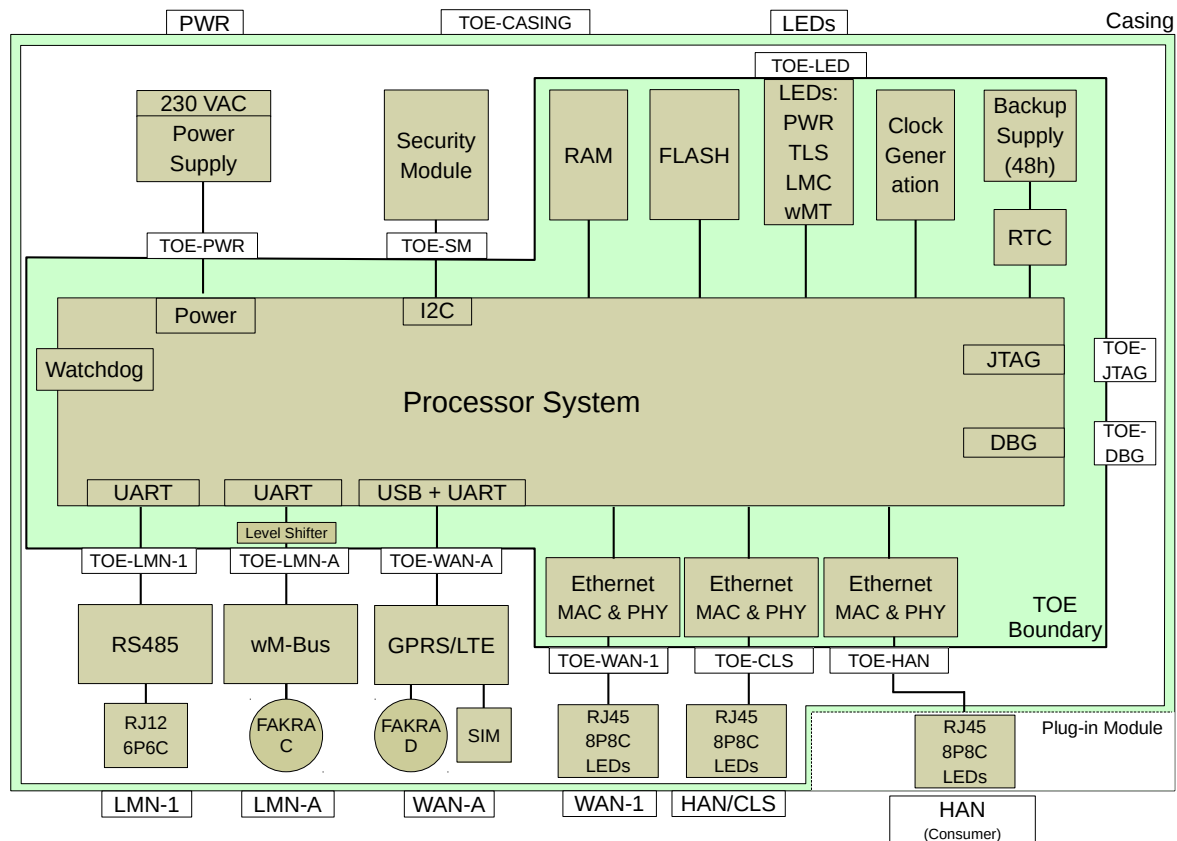 PWR
TOE-CASING
LEDs
Casing
TOE-LED
230 VAC
Power
Supply
Security
Module
RAM
FLASH
LEDs:
PWR
TLS
LMC
wMT
Clock
Gener
ation
Backup
Supply
(48h)
RTC
TOE-PWR
TOE-SM
Power
I2C
Watchdog
Processor System
JTAG
TOE-
JTAG
DBG
TOE-
DBG
UART
UART
USB + UART
Level Shifter
TOE-LMN-1
TOE-LMN-A
TOE-WAN-A
Ethernet
MAC & PHY
Ethernet
MAC & PHY
Ethernet
MAC & PHY
TOE
Boundary
RS485
wM-Bus
GPRS/LTE
TOE-WAN-1
TOE-CLS
TOE-HAN
RJ12
6P6C
FAKRA
C
FAKRA
D
SIM
RJ45
8P8C
LEDs
RJ45
8P8C
LEDs
RJ45
8P8C
LEDs
Plug-in Module
LMN-1
LMN-A
WAN-A
WAN-1
HAN/CLS
HAN
(Consumer)